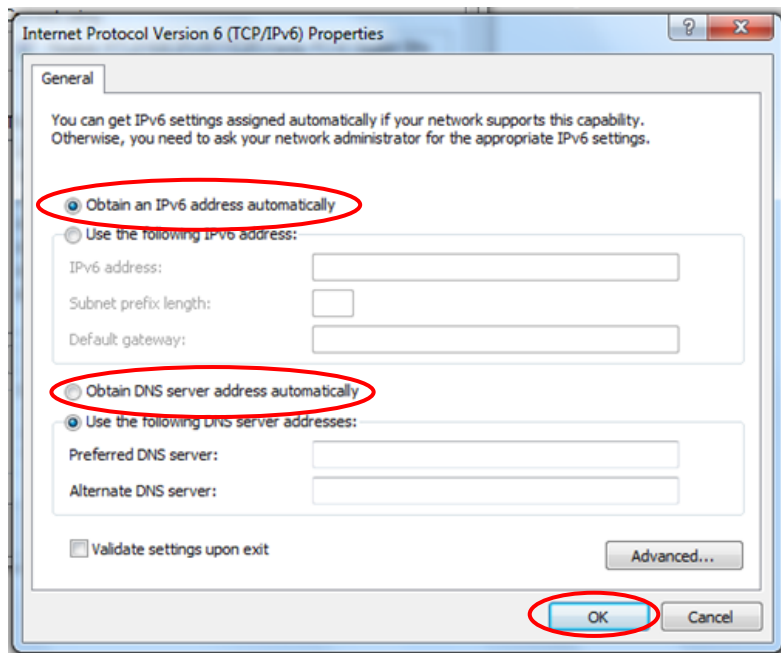 Internet Protocol Version 6 (TCP/IPv6) Properties
?
General
You can get IPv6 settings assigned automatically if your network supports this capability.
Otherwise, you need to ask your network administrator for the appropriate IPv6 settings.
Obtain an IPv6 address automatically
Use the following IPv6 address:
IPv6 address:
Subnet prefix length:
Default gateway:
Obtain DNS server address automatically
Use the following DNS server addresses:
Preferred DNS server:
Alternate DNS server:
Validate settings upon exit
Advanced...
OK Cancel